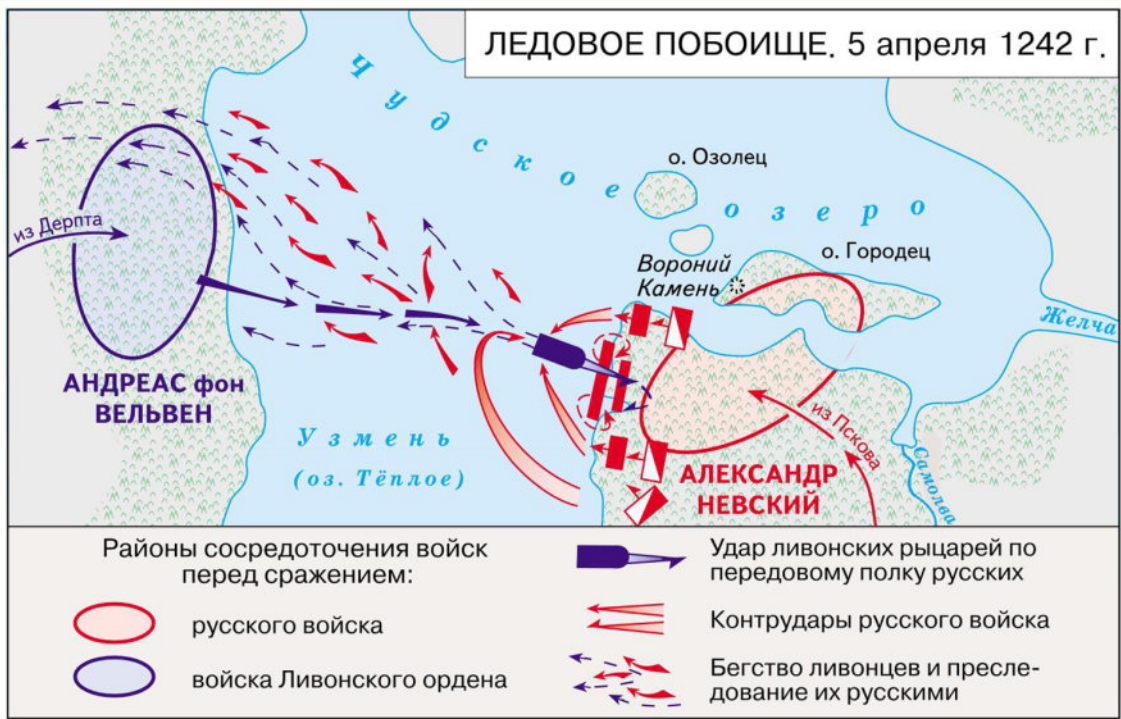 ЛЕДОВОЕ ПОБОИЩЕ. 5 апреля 1242 г.
Чудское озеро
о. Озолец
о. Городец
Вороний
Камень
Желча
из Дерпта
АНДРЕАС фон
ВЕЛЬВЕН
Узмень
(оз. Тёплое)
из Пскова
АЛЕКСАНДР
НЕВСКИЙ
Самолва
Районы сосредоточения войск
перед сражением:
русского войска
войска Ливонского ордена
Удар ливонских рыцарей по
передовому полку русских
Контрудары русского войска
Бегство ливонцев и пресле-
дование их русскими